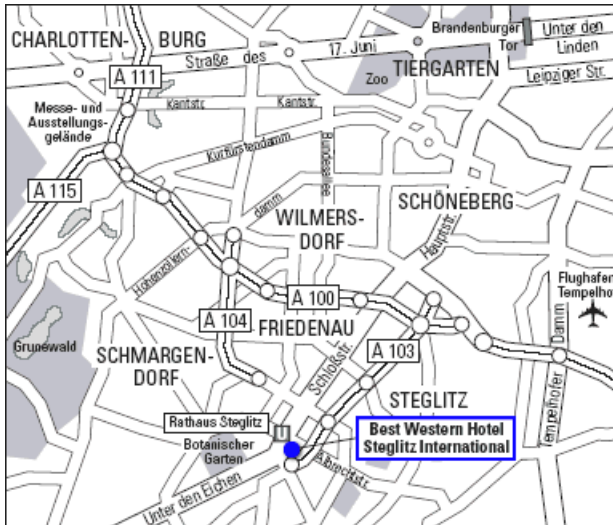 CHARLOTTEN-
BURG
Brandenburger
Tor
Unter den
Linden
Straße des
17. Juni
TIERGARTEN
Leipziger Str.
A 111
Zoo
Messe- und
Ausstellungs-
gelände
Kantstr.
Kantstr.
Kurfürstendamm
Bundesallee
A 115
damm
WILMERS-
DORF
SCHÖNEBERG
Hauptstr.
Hohenzollern-
Flughafen
Tempelhof
A 100
A 104
FRIEDENAU
Grunewald
SCHMARGEN-
DORF
Schloßstr.
A 103
Tempelhofer
Damm
STEGLITZ
Rathaus Steglitz
Botanischer
Garten
Best Western Hotel
Steglitz International
Albrechtstr.
Unter den Eichen